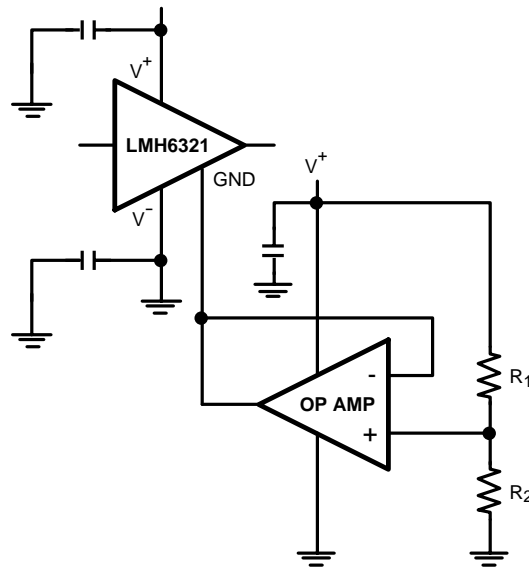 V+
LMH6321
GND
V-
V+
-
OP AMP
+
R1
R2